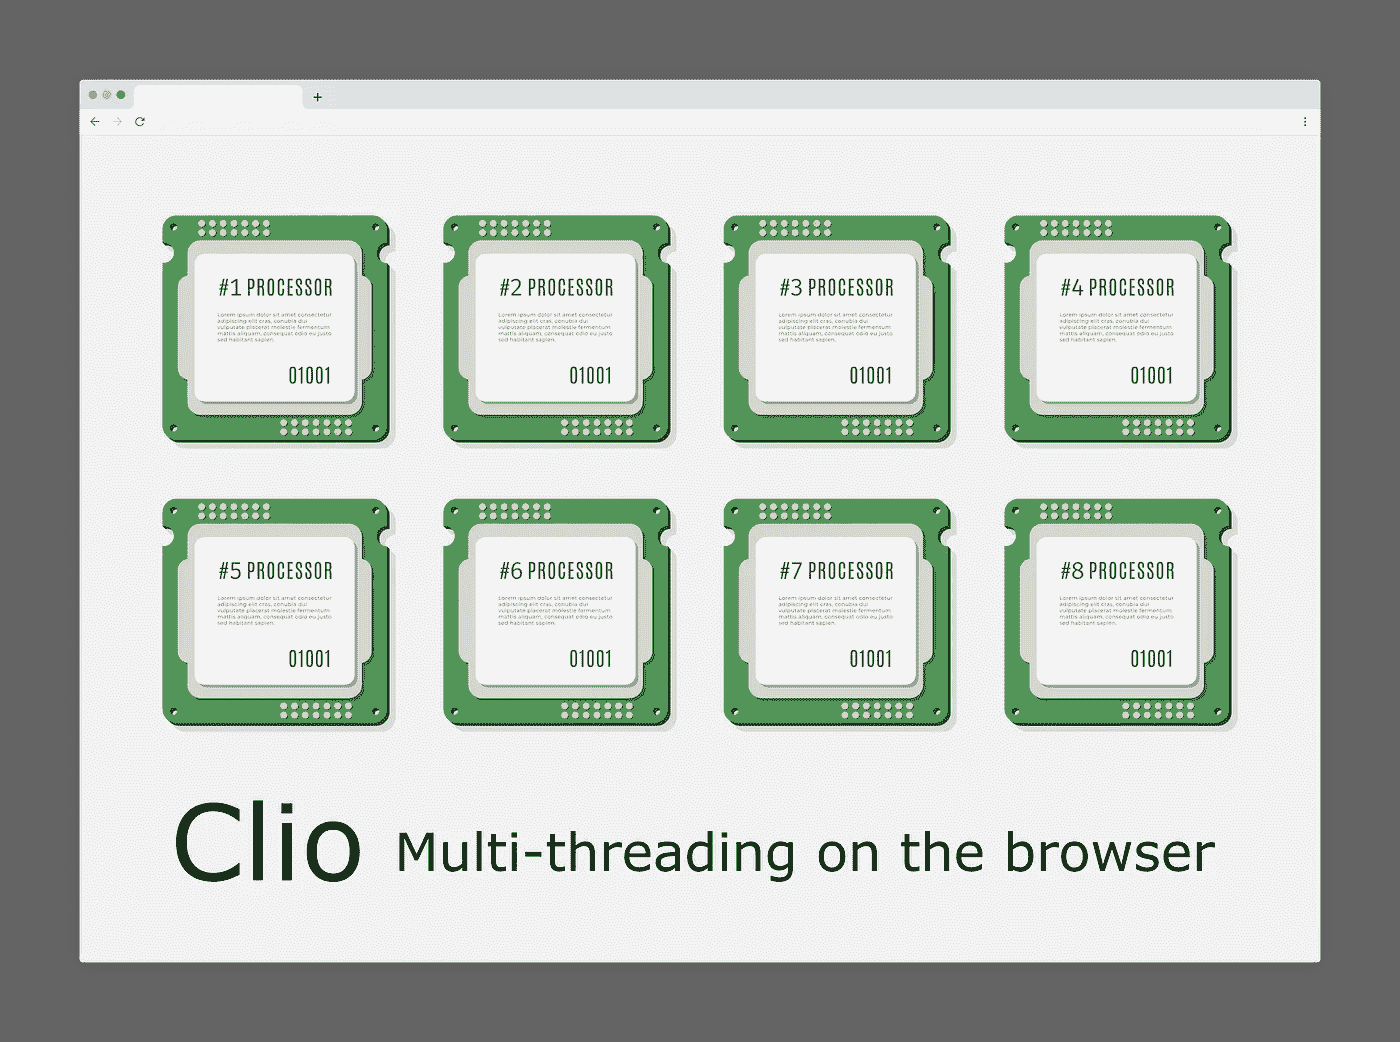 #1 PROCESSOR
Lorem ipsum dolor sit amet consectetur
adipiscing elit cras, conubia dui
vulputate placerat molestie fermentum
mattis aliquam, consequat odio eu justo
sed habitant sapien.
01001
#2 PROCESSOR
Lorem ipsum dolor sit amet consectetur
adipiscing elit cras, conubia dui
vulputate placerat molestie fermentum
mattis aliquam, consequat odio eu justo
sed habitant sapien.
01001
#3 PROCESSOR
Lorem ipsum dolor sit amet consectetur
adipiscing elit cras, conubia dui
vulputate placerat molestie fermentum
mattis aliquam, consequat odio eu justo
sed habitant sapien.
01001
#4 PROCESSOR
Lorem ipsum dolor sit amet consectetur
adipiscing elit cras, conubia dui
vulputate placerat molestie fermentum
mattis aliquam, consequat odio eu justo
sed habitant sapien.
01001
#5 PROCESSOR
Lorem ipsum dolor sit amet consectetur
adipiscing elit cras, conubia dui
vulputate placerat molestie fermentum
mattis aliquam, consequat odio eu justo
sed habitant sapien.
01001
#6 PROCESSOR
Lorem ipsum dolor sit amet consectetur
adipiscing elit cras, conubia dui
vulputate placerat molestie fermentum
mattis aliquam, consequat odio eu justo
sed habitant sapien.
01001
#7 PROCESSOR
Lorem ipsum dolor sit amet consectetur
adipiscing elit cras, conubia dui
vulputate placerat molestie fermentum
mattis aliquam, consequat odio eu justo
sed habitant sapien.
01001
#8 PROCESSOR
Lorem ipsum dolor sit amet consectetur
adipiscing elit cras, conubia dui
vulputate placerat molestie fermentum
mattis aliquam, consequat odio eu justo
sed habitant sapien.
01001
Clio Multi-threading on the browser